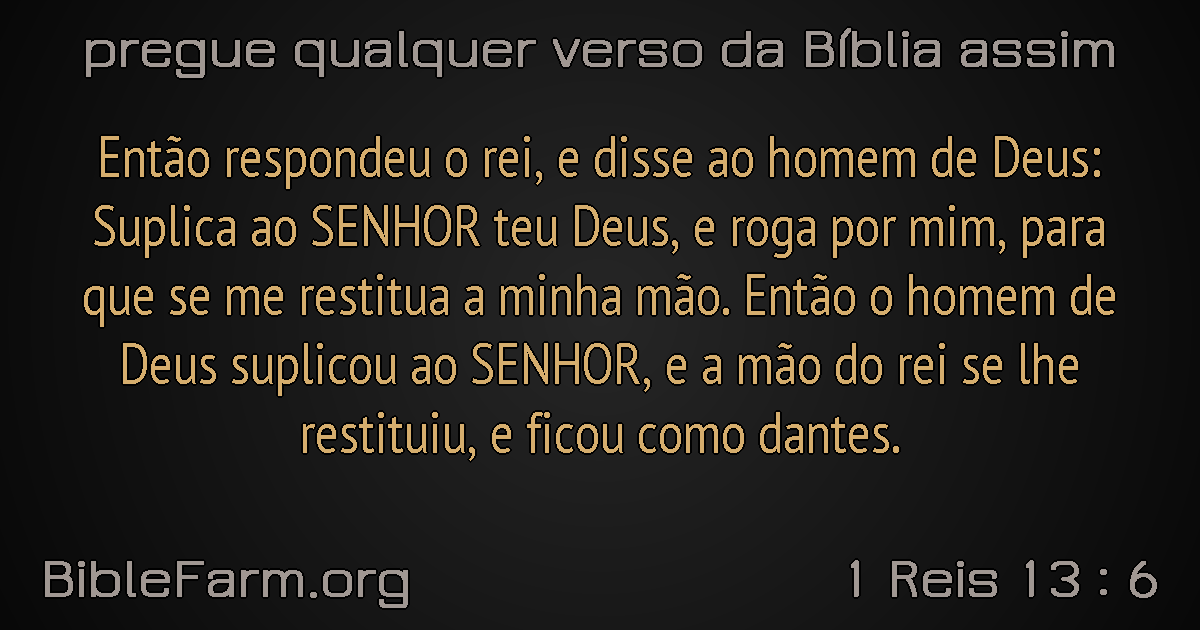 pregue qualquer verso da Bíblia assim
Então respondeu o rei, e disse ao homem de Deus:
Suplica ao SENHOR teu Deus, e roga por mim, para
que se me restitua a minha mão. Então o homem de
Deus suplicou ao SENHOR, e a mão do rei se lhe
restituiu, e ficou como dantes.
BibleFarm.org
1 Reis 13 : 6